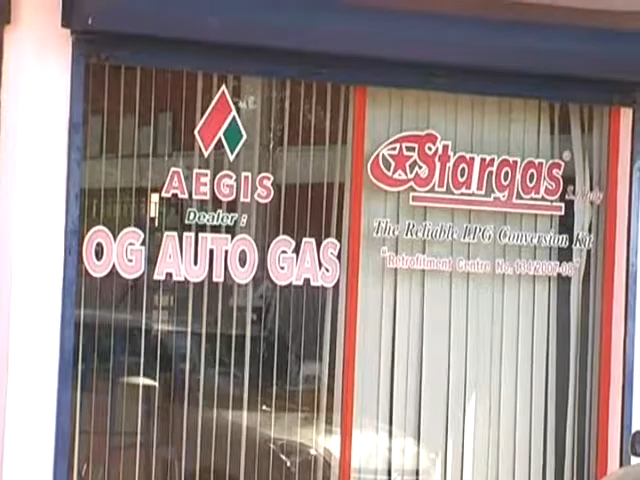 AEGIS
Dealer :
OG AUTO GAS
Stargas
The Reliable LPG Conversion Kit
"Retrofitment Centre No. 134/2007-08"